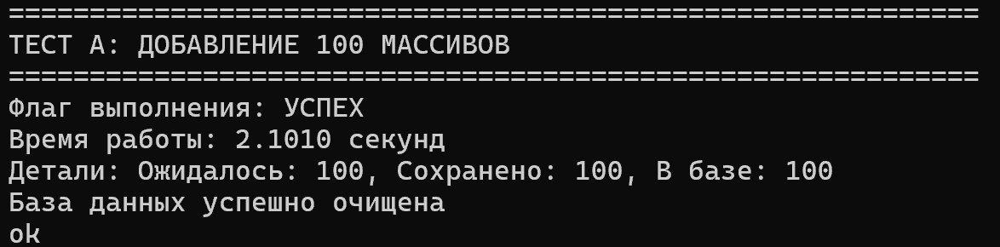 ============================================================
ТЕСТ A: ДОБАВЛЕНИЕ 100 МАССИВОВ
============================================================
Флаг выполнения: УСПЕХ
Время работы: 2.1010 секунд
Детали: Ожидалось: 100, Сохранено: 100, В базе: 100
База данных успешно очищена
ok